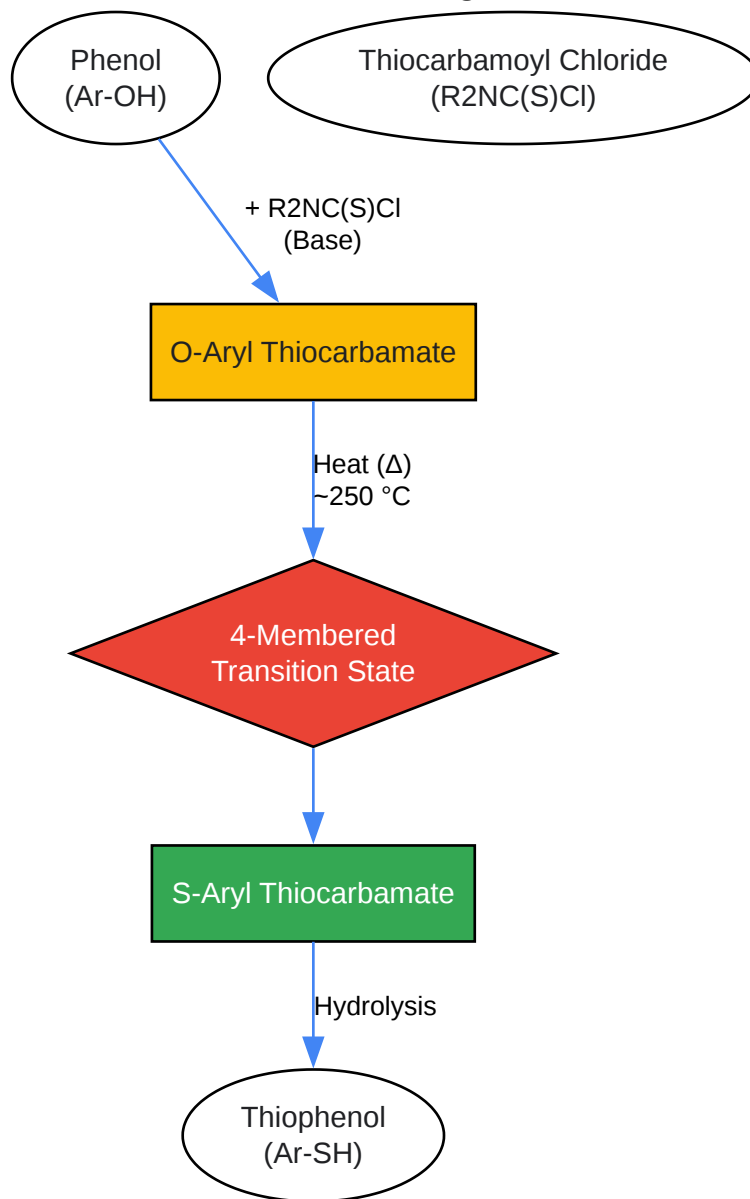 Phenol
(Ar-OH)
Thiocarbamoyl Chloride
(R2NC(S)Cl)
+ R2NC(S)Cl
(Base)
O-Aryl Thiocarbamate
Heat (Δ)
~250 °C
4-Membered
Transition State
S-Aryl Thiocarbamate
Hydrolysis
Thiophenol
(Ar-SH)